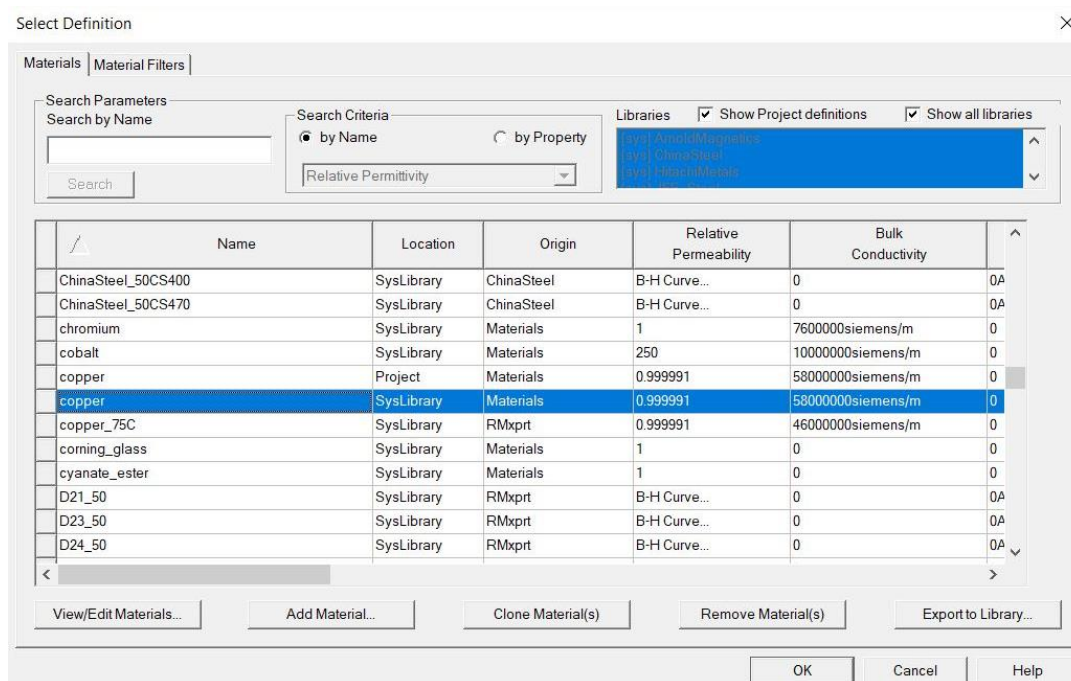 Select Definition
Materials Material Filters
Search Parameters
Search by Name
Search
Search Criteria
by Name by Property
Relative Permittivity
Libraries Show Project definitions Show all libraries
[sys] ArnoldMagnetics
[sys] ChinaSteel
[sys] HitachiMetals
Name Location Origin Relative Permeability Bulk Conductivity
ChinaSteel_50CS400 SysLibrary ChinaSteel B-H Curve... 0 0A
ChinaSteel_50CS470 SysLibrary ChinaSteel B-H Curve... 0 0A
chromium SysLibrary Materials 1 7600000siemens/m 0
cobalt SysLibrary Materials 250 10000000siemens/m 0
copper Project Materials 0.999991 58000000siemens/m 0
copper SysLibrary Materials 0.999991 58000000siemens/m 0
copper_75C SysLibrary RMxprt 0.999991 46000000siemens/m 0
corning_glass SysLibrary Materials 1 0 0
cyanate_ester SysLibrary Materials 1 0 0
D21_50 SysLibrary RMxprt B-H Curve... 0 0A
D23_50 SysLibrary RMxprt B-H Curve... 0 0A
D24_50 SysLibrary RMxprt B-H Curve... 0 0A
View/Edit Materials... Add Material... Clone Material(s) Remove Material(s) Export to Library...
OK Cancel Help